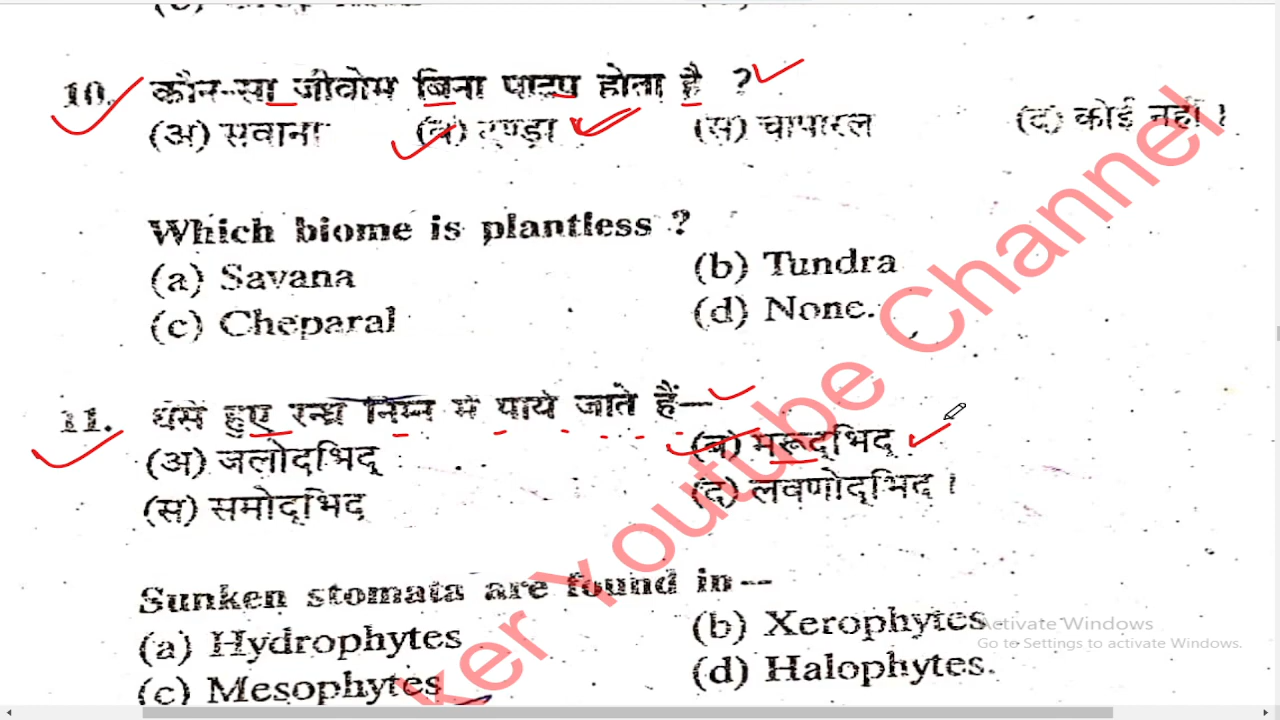 10. कौन-सा जीवोम बिना पादप होता है ?
(अ) सवाना (ब) टुण्ड्रा (स) चापारल (द) कोई नहीं ।
Which biome is plantless ?
(a) Savana (b) Tundra
(c) Cheparal (d) None.
11. धँसे हुए रन्ध्र निम्न में पाये जाते हैं—
(अ) जलोद्भिद् (ब) मरूद्भिद्
(स) समोद्भिद (द) लवणोद्भिद ।
Sunken stomata are found in—
(a) Hydrophytes (b) Xerophytes
(c) Mesophytes (d) Halophytes.
ker Youtube Channel
Activate Windows
Go to Settings to activate Windows.